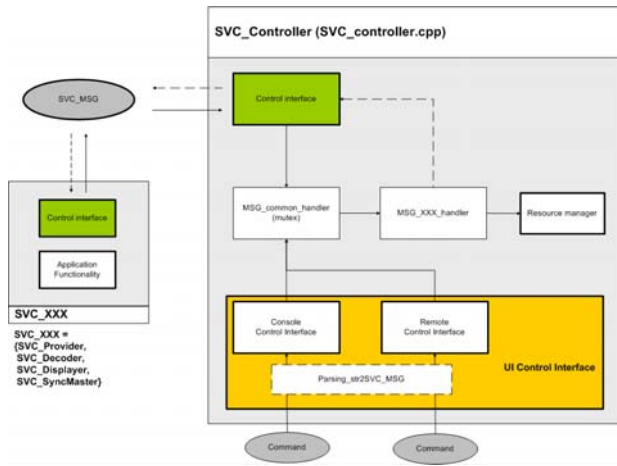 SVC_Controller (SVC_controller.cpp)
SVC_MSG
Control interface
Control interface
MSG_common_handler
(mutex)
MSG_XXX_handler
Resource manager
Application
Functionality
SVC_XXX
SVC_XXX =
{SVC_Provider,
SVC_Decoder,
SVC_Displayer,
SVC_SyncMaster}
Console
Control Interface
Remote
Control Interface
UI Control Interface
Parsing_str2SVC_MSG
Command
Command